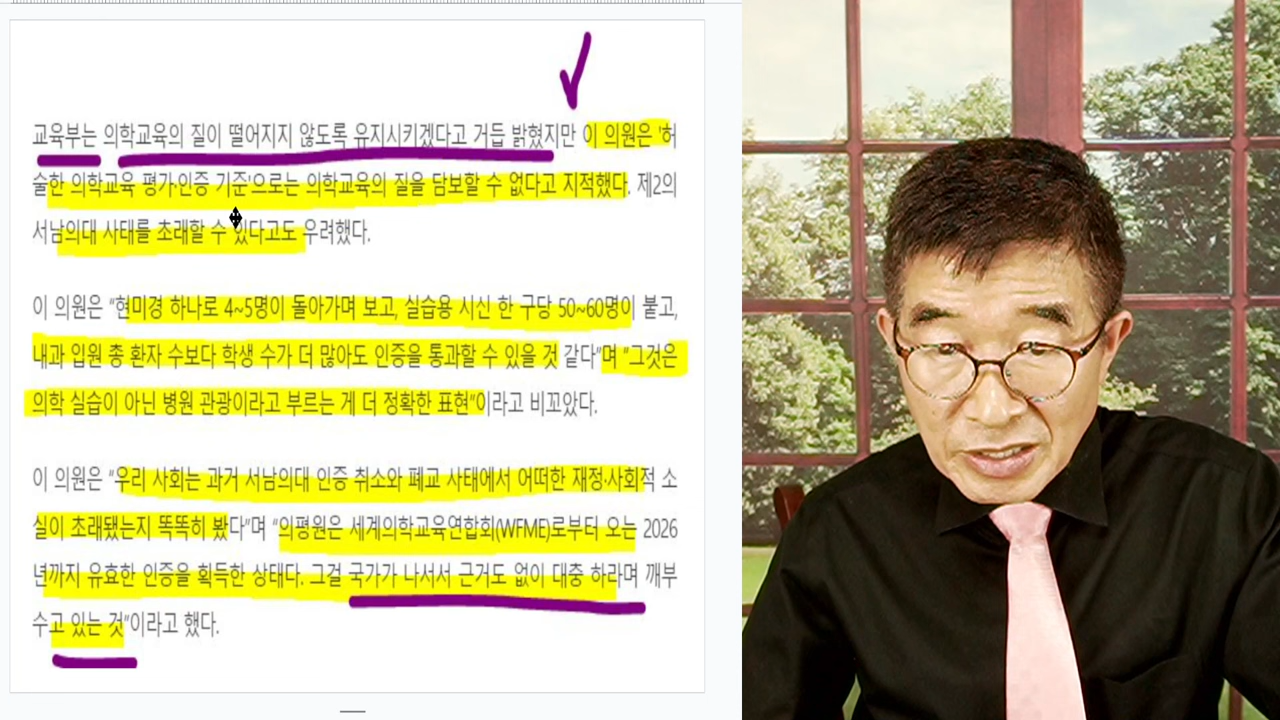 교육부는 의학교육의 질이 떨어지지 않도록 유지시키겠다고 거듭 밝혔지만 이 의원은 '허
술한 의학교육 평가·인증 기준'으로는 의학교육의 질을 담보할 수 없다고 지적했다. 제2의
서남의대 사태를 초래할 수 있다고도 우려했다.
이 의원은 “현미경 하나로 4~5명이 돌아가며 보고, 실습용 시신 한 구당 50~60명이 붙고,
내과 입원 총 환자 수보다 학생 수가 더 많아도 인증을 통과할 수 있을 것 같다”며 “그것은
의학 실습이 아닌 병원 관광이라고 부르는 게 더 정확한 표현”이라고 비꼬았다.
이 의원은 “우리 사회는 과거 서남의대 인증 취소와 폐교 사태에서 어떠한 재정·사회적 소
실이 초래됐는지 똑똑히 봤다”며 “의평원은 세계의학교육연합회(WFME)로부터 오는 2026
년까지 유효한 인증을 획득한 상태다. 그걸 국가가 나서서 근거도 없이 대충 하라며 깨부
수고 있는 것”이라고 했다.